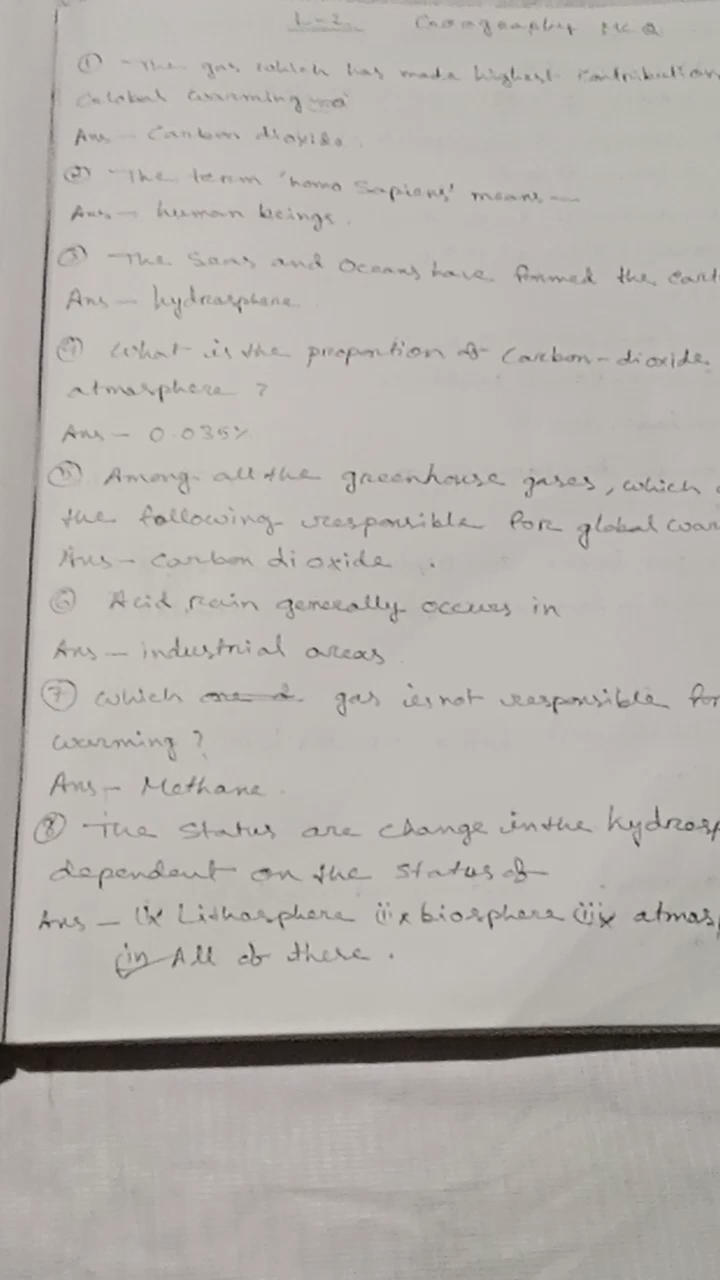 L-2. Geography MCQ
① The gas which has made highest contribution
Global warming
Ans - Carbon dioxide.
② The term 'homo sapiens' means —
Ans - human beings.
③ The Seas and Oceans have formed the eart
Ans - hydrosphere
④ What is the proportion of Carbon-dioxide.
atmosphere ?
Ans - 0.035%
⑤ Among all the greenhouse gases, which
the following responsible for global war
Ans - carbon dioxide .
⑥ Acid rain generally occurs in
Ans - industrial areas
⑦ Which gas is not responsible for
warming ?
Ans - Methane .
⑧ The status are change in the hydrosp
dependent on the status of
Ans - (i) Lithosphere (ii) biosphere (iii) atmosp
(iv) All of these .